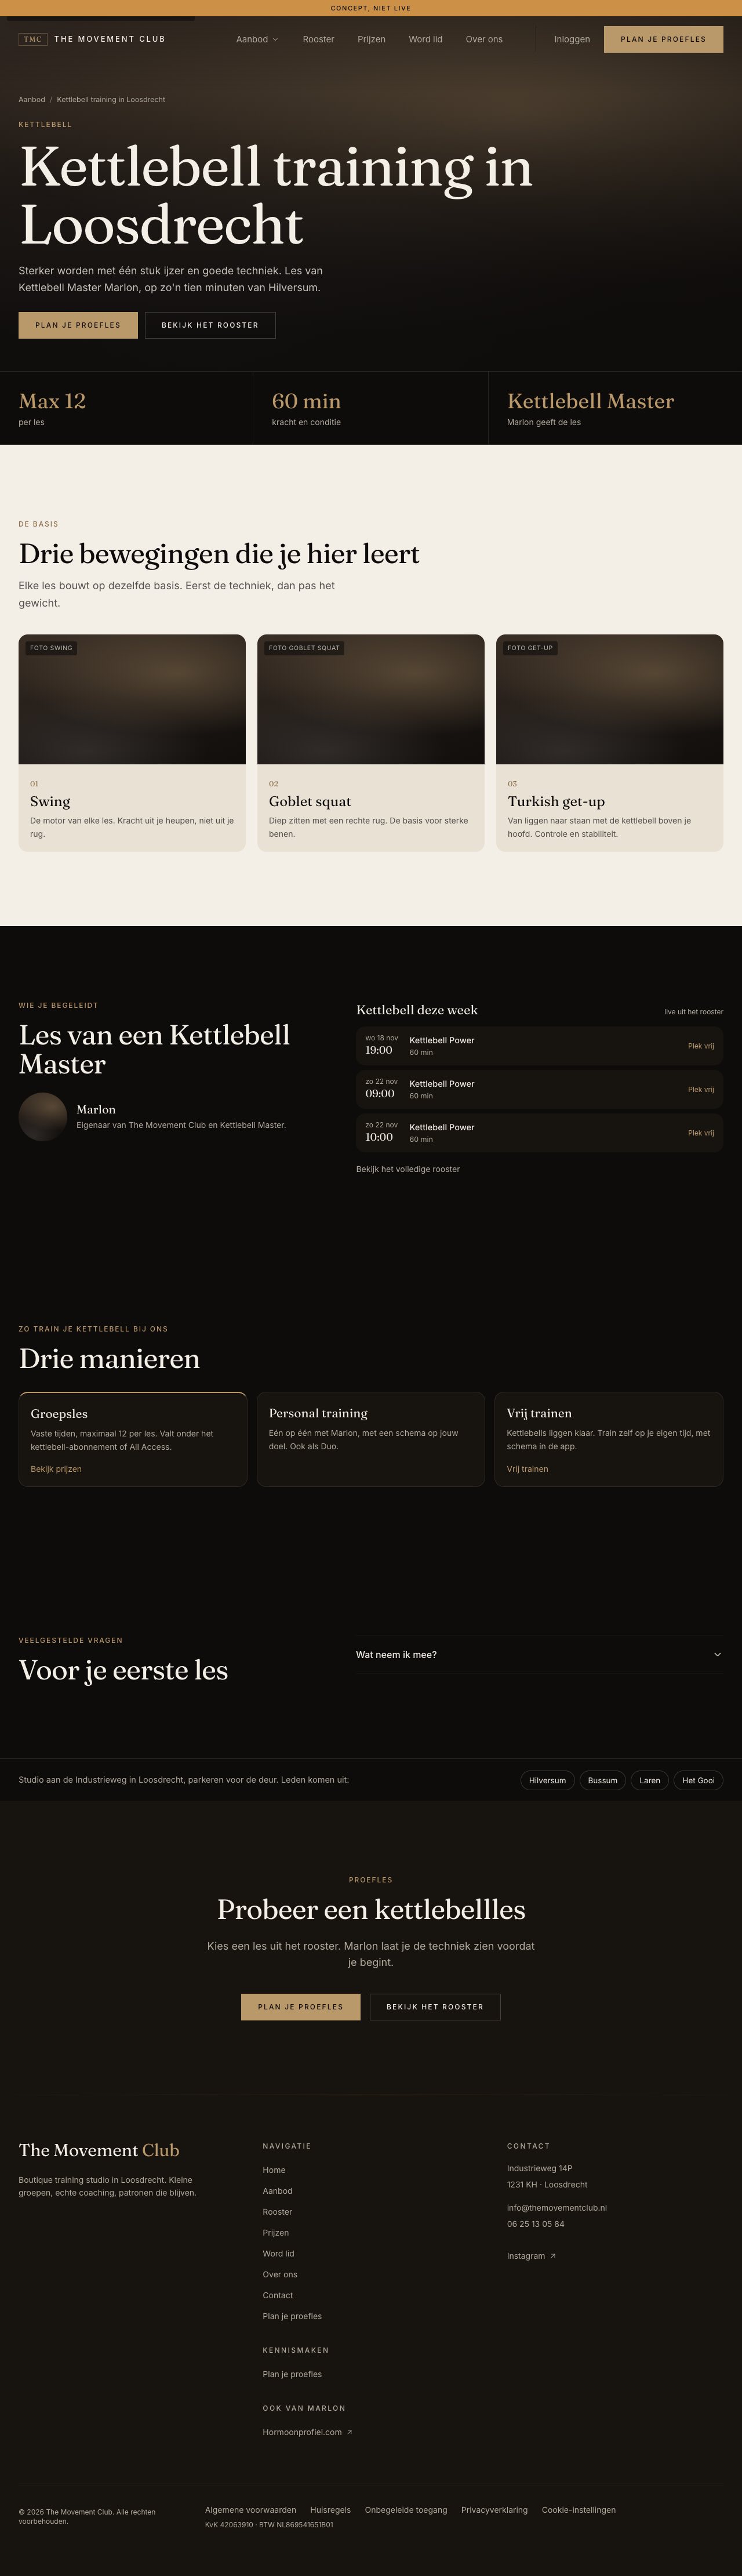 CONCEPT, NIET LIVE
TMC THE MOVEMENT CLUB Aanbod Rooster Prijzen Word lid Over ons Inloggen PLAN JE PROEFLES
Aanbod / Kettlebell training in Loosdrecht
KETTLEBELL
Kettlebell training in
Loosdrecht
Sterker worden met één stuk ijzer en goede techniek. Les van
Kettlebell Master Marlon, op zo'n tien minuten van Hilversum.
PLAN JE PROEFLES BEKIJK HET ROOSTER
Max 12
per les
60 min
kracht en conditie
Kettlebell Master
Marlon geeft de les
DE BASIS
Drie bewegingen die je hier leert
Elke les bouwt op dezelfde basis. Eerst de techniek, dan pas het
gewicht.
FOTO SWING
01
Swing
De motor van elke les. Kracht uit je heupen, niet uit je
rug.
FOTO GOBLET SQUAT
02
Goblet squat
Diep zitten met een rechte rug. De basis voor sterke
benen.
FOTO GET-UP
03
Turkish get-up
Van liggen naar staan met de kettlebell boven je
hoofd. Controle en stabiliteit.
WIE JE BEGELEIDT
Les van een Kettlebell
Master
Marlon
Eigenaar van The Movement Club en Kettlebell Master.
Kettlebell deze week live uit het rooster
wo 18 nov
19:00
Kettlebell Power
60 min
Plek vrij
zo 22 nov
09:00
Kettlebell Power
60 min
Plek vrij
zo 22 nov
10:00
Kettlebell Power
60 min
Plek vrij
Bekijk het volledige rooster
ZO TRAIN JE KETTLEBELL BIJ ONS
Drie manieren
Groepsles
Vaste tijden, maximaal 12 per les. Valt onder het
kettlebell-abonnement of All Access.
Bekijk prijzen
Personal training
Eén op één met Marlon, met een schema op jouw
doel. Ook als Duo.
Vrij trainen
Kettlebells liggen klaar. Train zelf op je eigen tijd, met
schema in de app.
Vrij trainen
VEELGESTELDE VRAGEN
Voor je eerste les
Wat neem ik mee?
Studio aan de Industrieweg in Loosdrecht, parkeren voor de deur. Leden komen uit: Hilversum Bussum Laren Het Gooi
PROEFLES
Probeer een kettlebellles
Kies een les uit het rooster. Marlon laat je de techniek zien voordat
je begint.
PLAN JE PROEFLES BEKIJK HET ROOSTER
The Movement Club
Boutique training studio in Loosdrecht. Kleine
groepen, echte coaching, patronen die blijven.
NAVIGATIE
Home
Aanbod
Rooster
Prijzen
Word lid
Over ons
Contact
Plan je proefles
KENNISMAKEN
Plan je proefles
OOK VAN MARLON
Hormoonprofiel.com ↗
CONTACT
Industrieweg 14P
1231 KH · Loosdrecht
info@themovementclub.nl
06 25 13 05 84
Instagram ↗
© 2026 The Movement Club. Alle rechten
voorbehouden.
Algemene voorwaarden Huisregels Onbegeleide toegang Privacyverklaring Cookie-instellingen
KvK 42063910 · BTW NL869541651B01